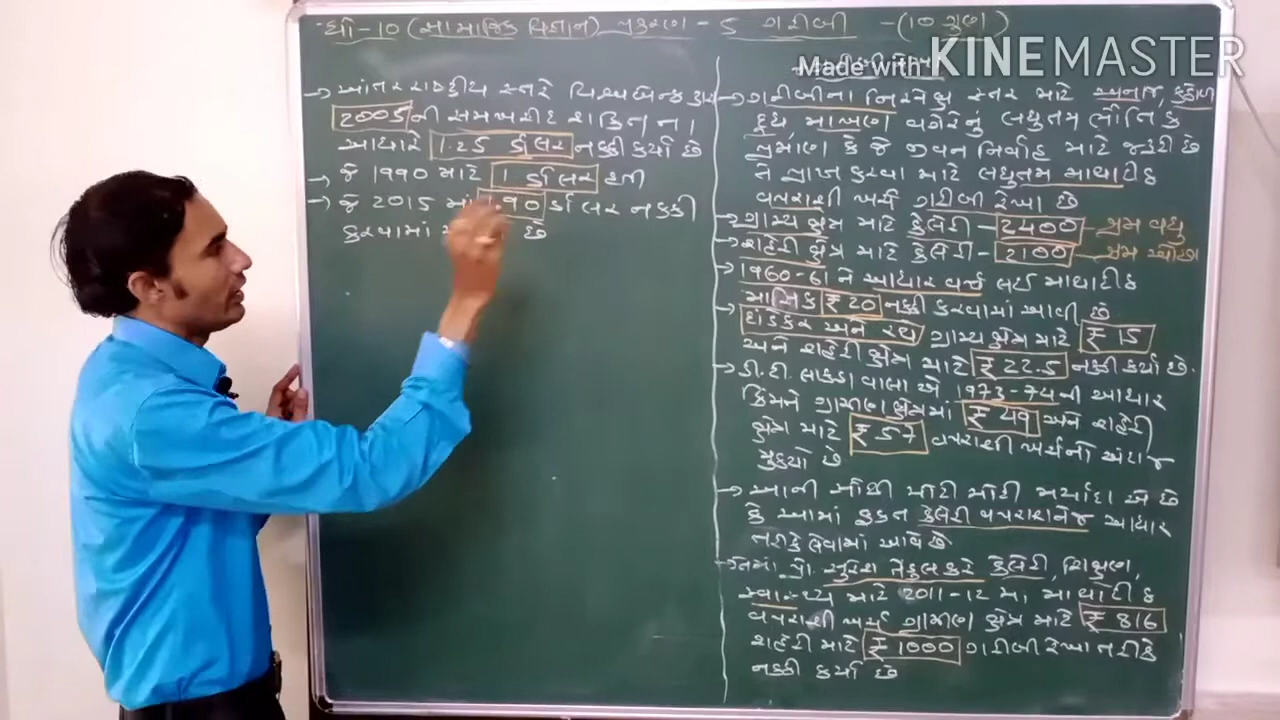 ધો-૧૦ (સામાજિક વિજ્ઞાન) પ્રકરણ - 5 ગરીબી - (10 ગુણ)
Made with KINEMASTER
→ આંતરરાષ્ટ્રીય સ્તરે વિશ્વબેન્ક દ્વારા
2005ની સમખરીદ શક્તિના
આધારે 1.25 ડોલર નક્કી કર્યા છે
→ જે 1990 માટે 1 ડોલર હતી
→ જે 2015 માં 1.90 ડોલર નક્કી
કરવામાં છે
→ ગરીબીના નિરપેક્ષ સ્તર માટે અનાજ, કઠોળ
દૂધ, માખણ વગેરેનું લઘુતમ ભૌતિક
પ્રમાણ કે જે જીવન નિર્વાહ માટે જરૂરી છે
ને પ્રાપ્ત કરવા માટે લઘુતમ માથાદીઠ
વપરાશી ખર્ચ ગરીબી રેખા છે
→ ગ્રામ્ય ક્ષેત્ર માટે કેલેરી - 2400 - શ્રમ વધુ
→ શહેરી ક્ષેત્ર માટે કેલેરી - 2100 - શ્રમ ઓછા
→ 1960-61 ને આધાર વર્ષ લઈ માથાદીઠ
માસિક ₹ 20 નક્કી કરવામાં આવી છે
→ દાંડેકર અને રથ ગ્રામ્ય ક્ષેત્ર માટે ₹ 15
અને શહેરી ક્ષેત્ર માટે ₹ 22.5 નક્કી કર્યા છે.
→ ડી.ટી. લાકડાવાલા એ 1973-74ની આધાર
કિંમને ગ્રામીણ ક્ષેત્રમાં ₹ 49 અને શહેરી
ક્ષેત્ર માટે ₹ 57 વપરાશી ખર્ચનો અંદાજ
મુક્યો છે
→ આની સૌથી મોટી મોટી મર્યાદા એ છે
કે આમાં ફક્ત કેલેરી વપરાશનેજ આધાર
તરીકે લેવામાં આવે છે
→ તેમાં પ્રો. સુરેશ તેંદુલકરે કેલેરી, શિક્ષણ,
સ્વાસ્થ્ય માટે 2011-12 માં માથાદીઠ
વપરાશી ખર્ચ ગ્રામીણ ક્ષેત્ર માટે ₹ 816
શહેરી માટે ₹ 1000 ગરીબી રેખા તરીકે
નક્કી કર્યા છે